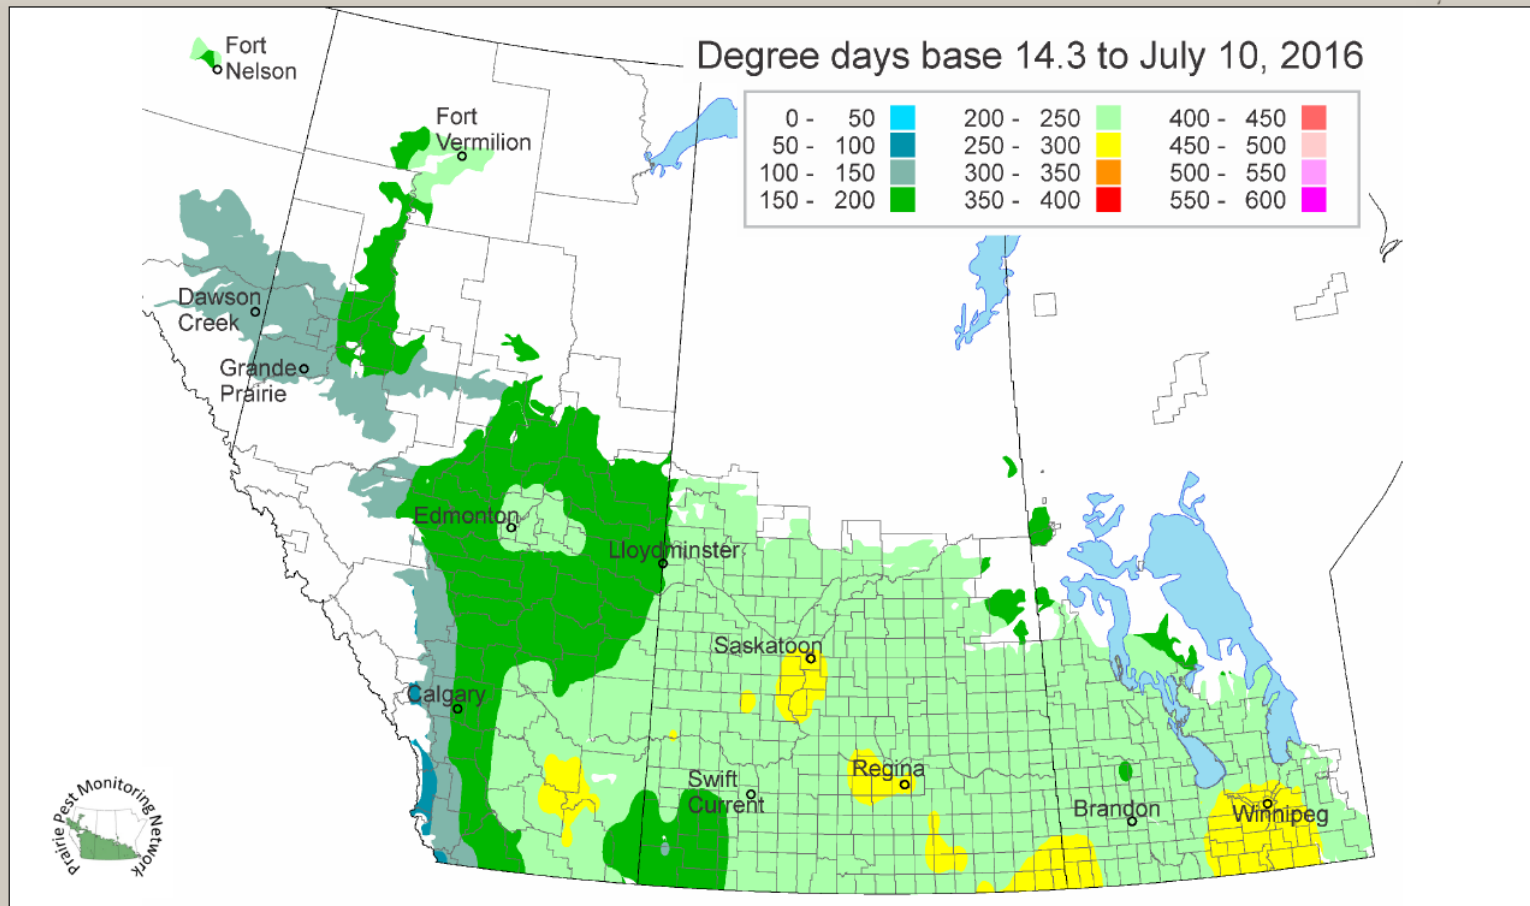 Degree days base 14.3 to July 10, 2016
0 - 50
50 - 100
100 - 150
150 - 200
200 - 250
250 - 300
300 - 350
350 - 400
400 - 450
450 - 500
500 - 550
550 - 600
Fort
Nelson
Fort
Vermilion
Dawson
Creek
Grande
Prairie
Edmonton
Lloydminster
Saskatoon
Calgary
Swift
Current
Regina
Brandon
Winnipeg
Prairie Pest Monitoring Network